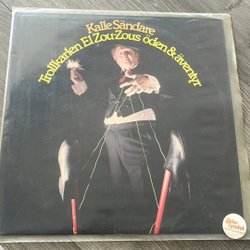 Kalle Sändare
Trollkarlen El Zou-Zous öden & äventyr